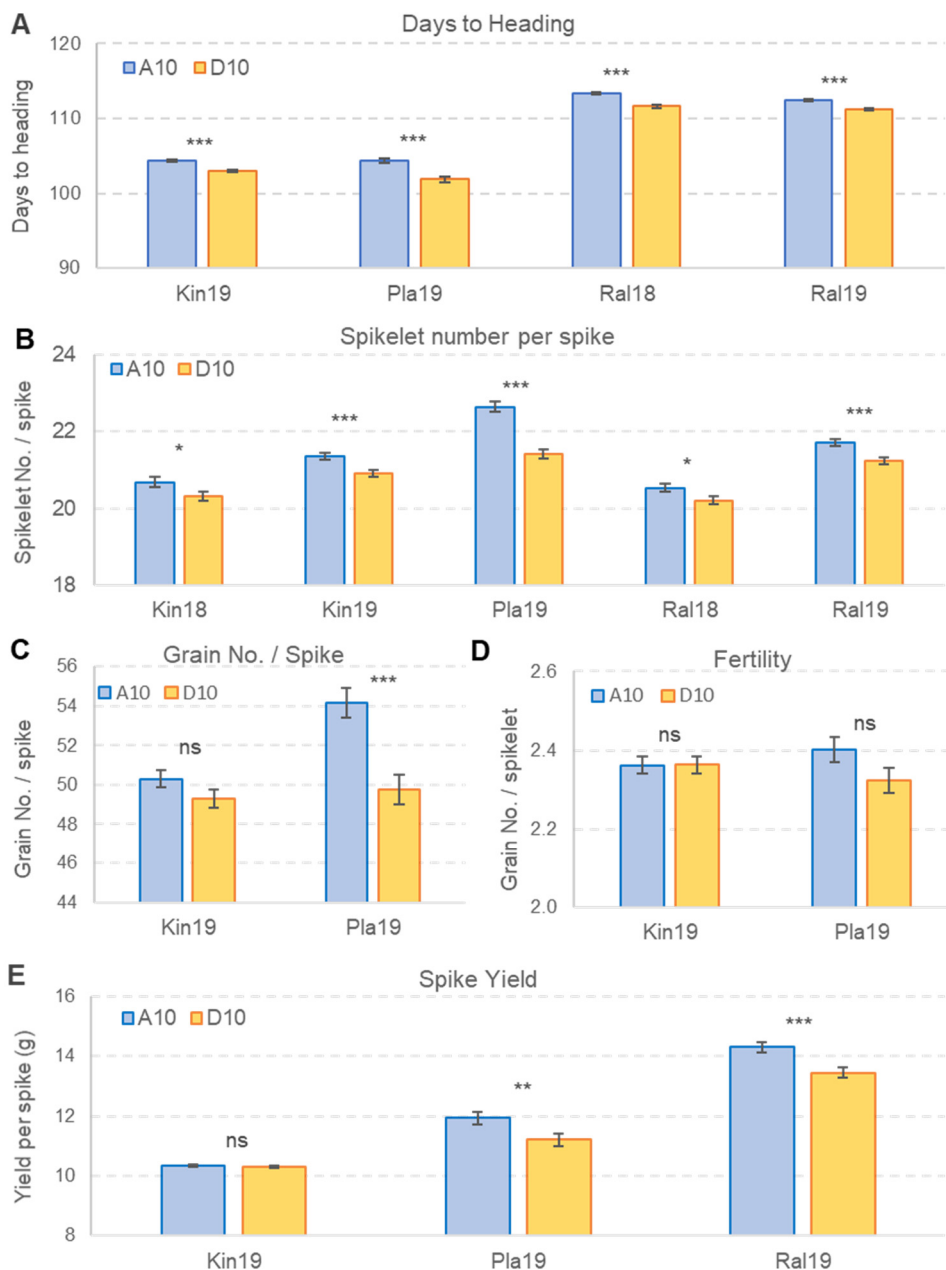 A
Days to Heading
Days to heading
120
110
100
90
A10 D10
*** *** *** ***
Kin19 Pla19 Ral18 Ral19
B
Spikelet number per spike
Spikelet No. / spike
24
22
20
18
A10 D10
* *** *** * ***
Kin18 Kin19 Pla19 Ral18 Ral19
C
Grain No. / Spike
Grain No. / spike
56
54
52
50
48
46
44
A10 D10
ns ***
Kin19 Pla19
D
Fertility
Grain No. / spikelet
2.6
2.4
2.2
2.0
A10 D10
ns ns
Kin19 Pla19
E
Spike Yield
Yield per spike (g)
16
14
12
10
8
A10 D10
ns ** ***
Kin19 Pla19 Ral19